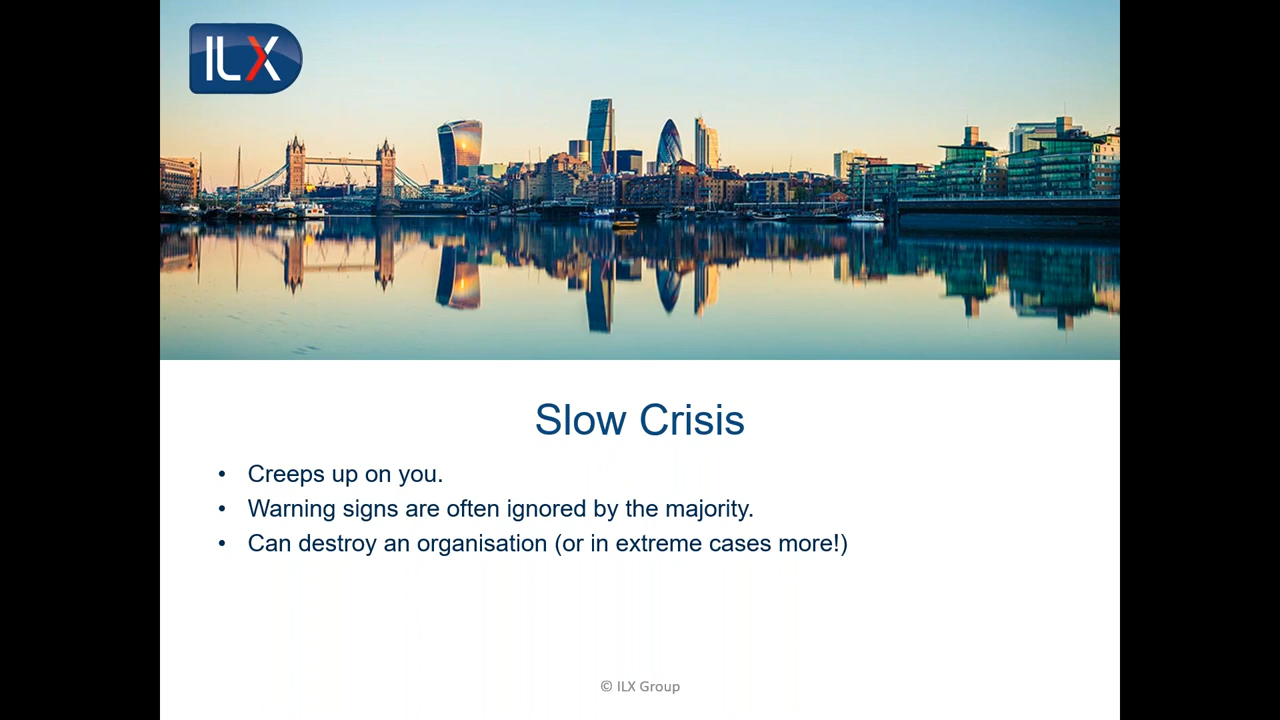 ILX
Slow Crisis
• Creeps up on you.
• Warning signs are often ignored by the majority.
• Can destroy an organisation (or in extreme cases more!)
© ILX Group